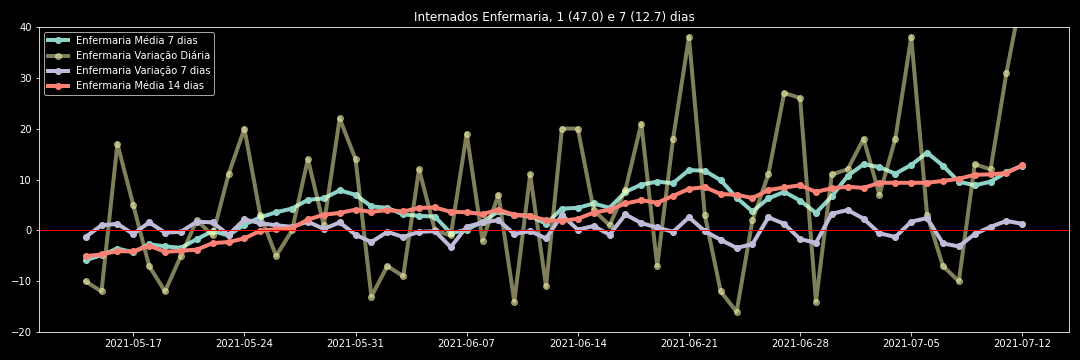 Internados Enfermaria, 1 (47.0) e 7 (12.7) dias
40
30
20
10
0
−10
−20
Enfermaria Média 7 dias
Enfermaria Variação Diária
Enfermaria Variação 7 dias
Enfermaria Média 14 dias
2021-05-17 2021-05-24 2021-05-31 2021-06-07 2021-06-14 2021-06-21 2021-06-28 2021-07-05 2021-07-12